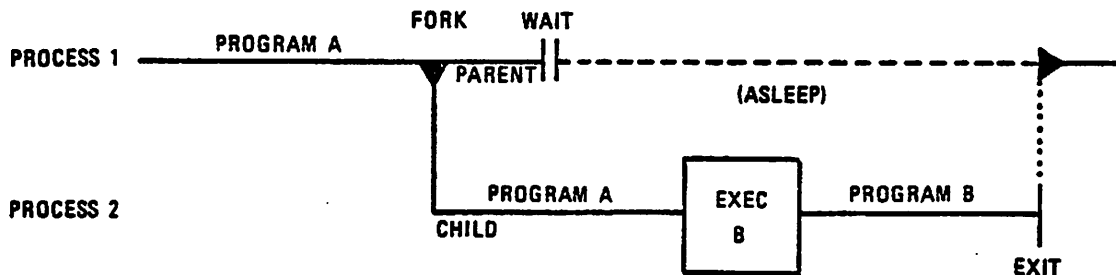 FORK WAIT
PROCESS 1
PROGRAM A
PARENT
(ASLEEP)
PROCESS 2
PROGRAM A
EXEC
B
PROGRAM B
CHILD
EXIT